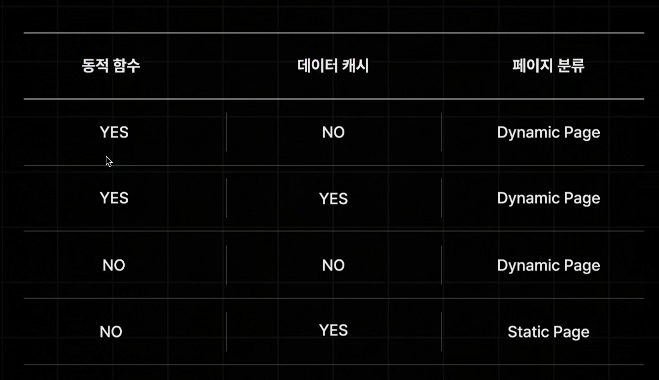 동적 함수 데이터 캐시 페이지 분류
YES NO Dynamic Page
YES YES Dynamic Page
NO NO Dynamic Page
NO YES Static Page